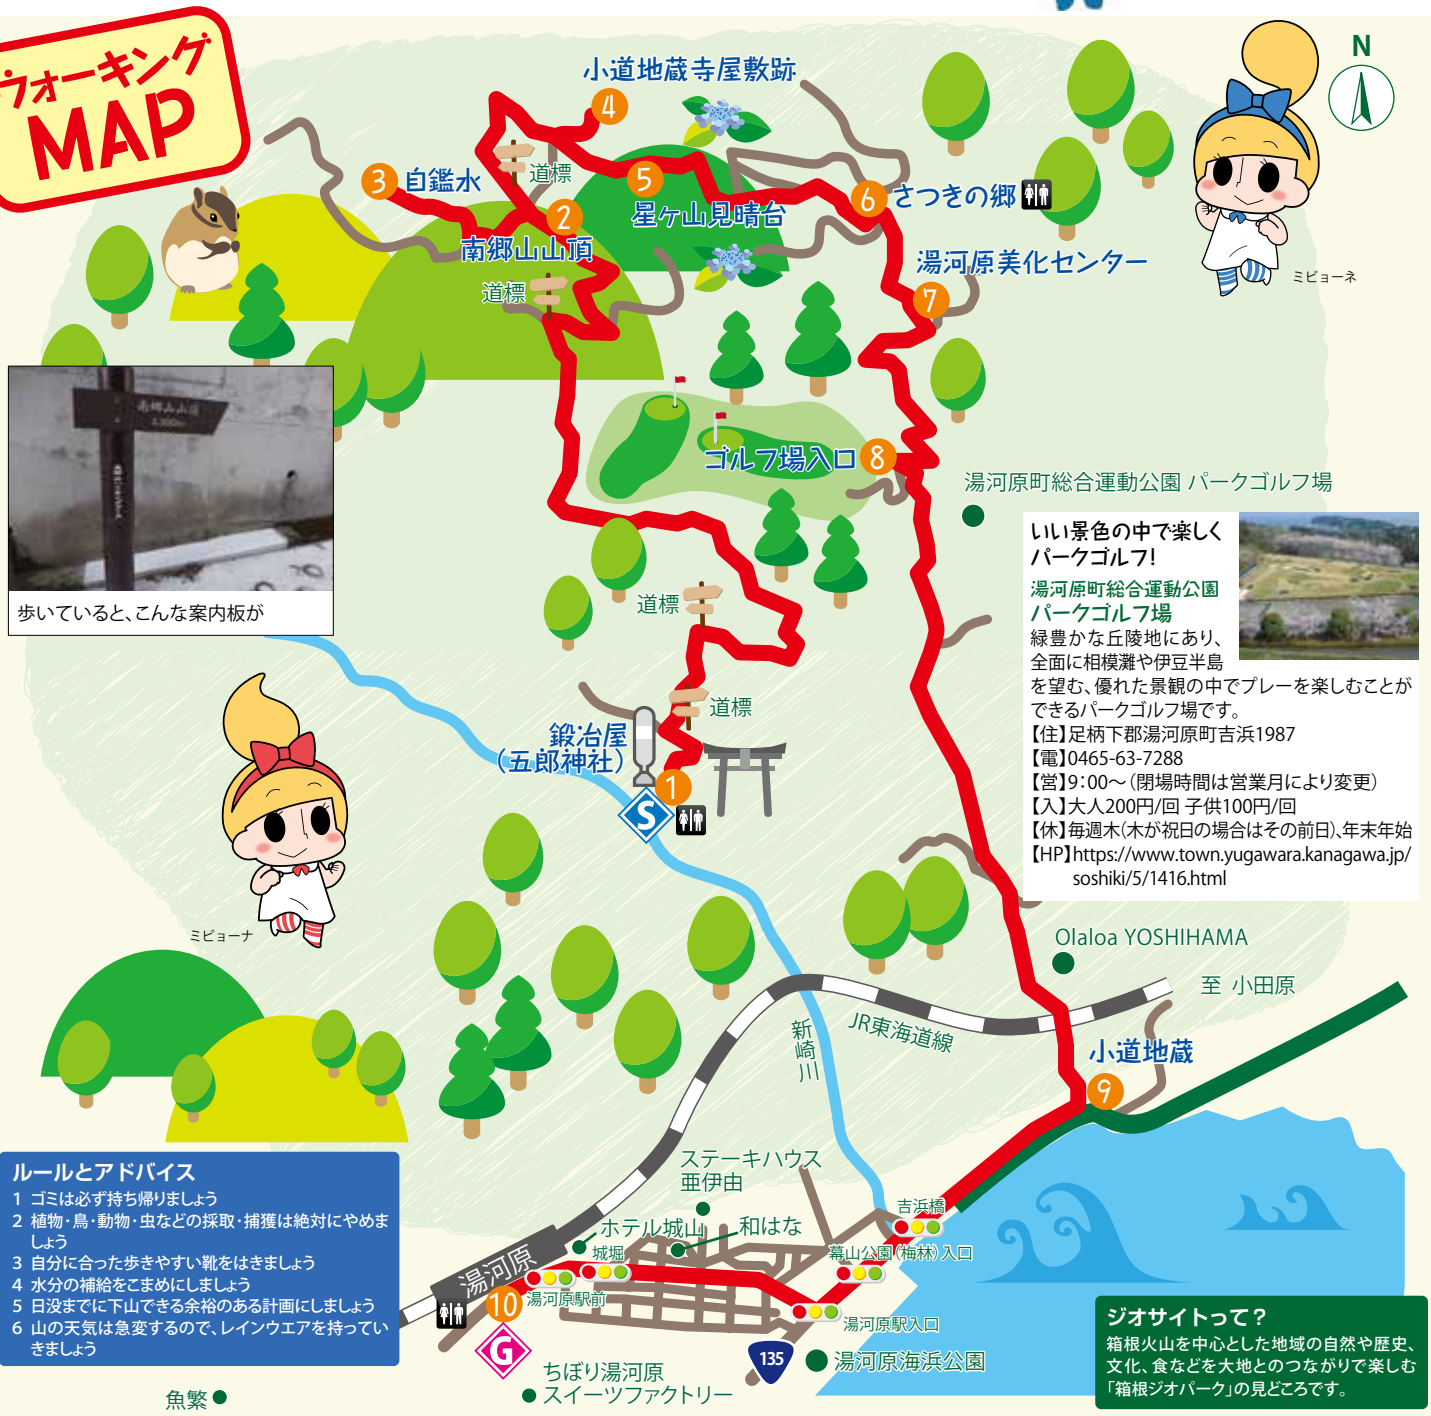 ウォーキング
MAP
小道地蔵寺屋敷跡
4
N
3 自鑑水
道標
5
星ヶ山見晴台
6 さつきの郷
2
南郷山山頂
道標
湯河原美化センター
7
ミビョーネ
ゴルフ場入口 8
湯河原町総合運動公園 パークゴルフ場
歩いていると、こんな案内板が
いい景色の中で楽しく
パークゴルフ!
湯河原町総合運動公園
パークゴルフ場
緑豊かな丘陵地にあり、
全面に相模灘や伊豆半島
を望む、優れた景観の中でプレーを楽しむことが
できるパークゴルフ場です。
【住】足柄下郡湯河原町吉浜1987
【電】0465-63-7288
【営】9:00〜（閉場時間は営業月により変更）
【入】大人200円/回 子供100円/回
【休】毎週木（木が祝日の場合はその前日）、年末年始
【HP】https://www.town.yugawara.kanagawa.jp/
soshiki/5/1416.html
道標
道標
鍛冶屋
（五郎神社）
1
S
ミビョーナ
Olaloa YOSHIHAMA
至 小田原
JR東海道線
新崎川
小道地蔵
9
ステーキハウス
亜伊由
吉浜橋
ホテル城山
和はな
城堀
幕山公園（梅林）入口
湯河原
10
湯河原駅前
湯河原駅入口
G
135
湯河原海浜公園
ちぼり湯河原
スイーツファクトリー
魚繁
ルールとアドバイス
1 ゴミは必ず持ち帰りましょう
2 植物・鳥・動物・虫などの採取・捕獲は絶対にやめま
しょう
3 自分に合った歩きやすい靴をはきましょう
4 水分の補給をこまめにしましょう
5 日没までに下山できる余裕のある計画にしましょう
6 山の天気は急変するので、レインウエアを持ってい
きましょう
ジオサイトって？
箱根火山を中心とした地域の自然や歴史、
文化、食などを大地とのつながりで楽しむ
「箱根ジオパーク」の見どころです。